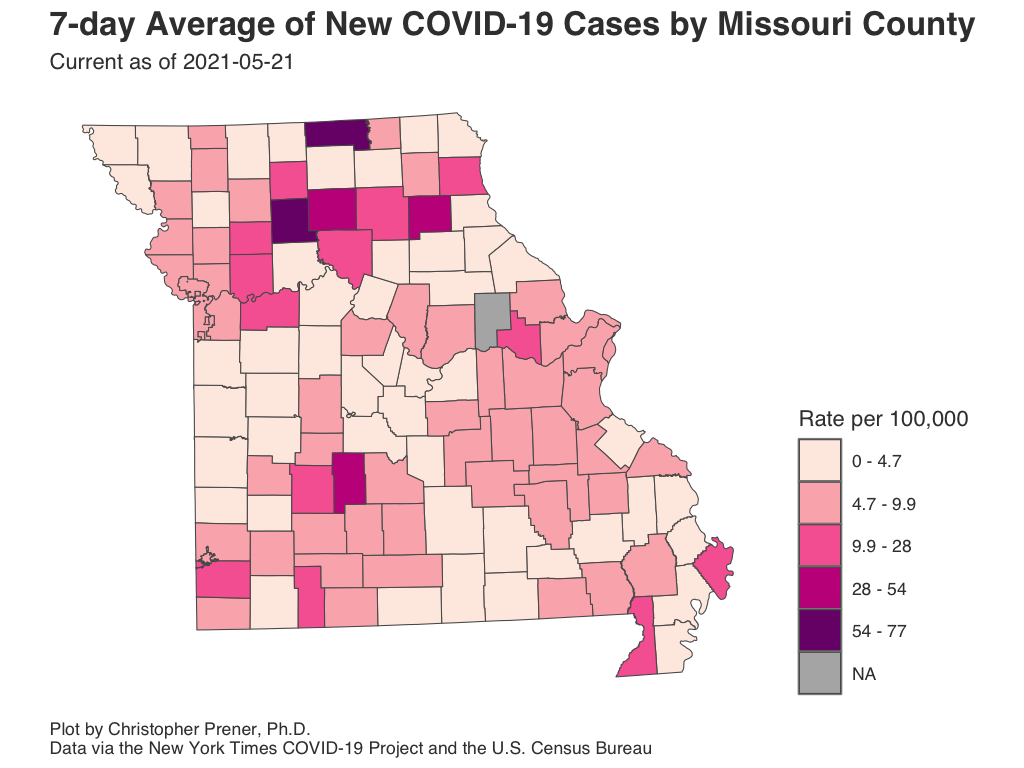 7-day Average of New COVID-19 Cases by Missouri County
Current as of 2021-05-21
Rate per 100,000
0 - 4.7
4.7 - 9.9
9.9 - 28
28 - 54
54 - 77
NA
Plot by Christopher Prener, Ph.D.
Data via the New York Times COVID-19 Project and the U.S. Census Bureau